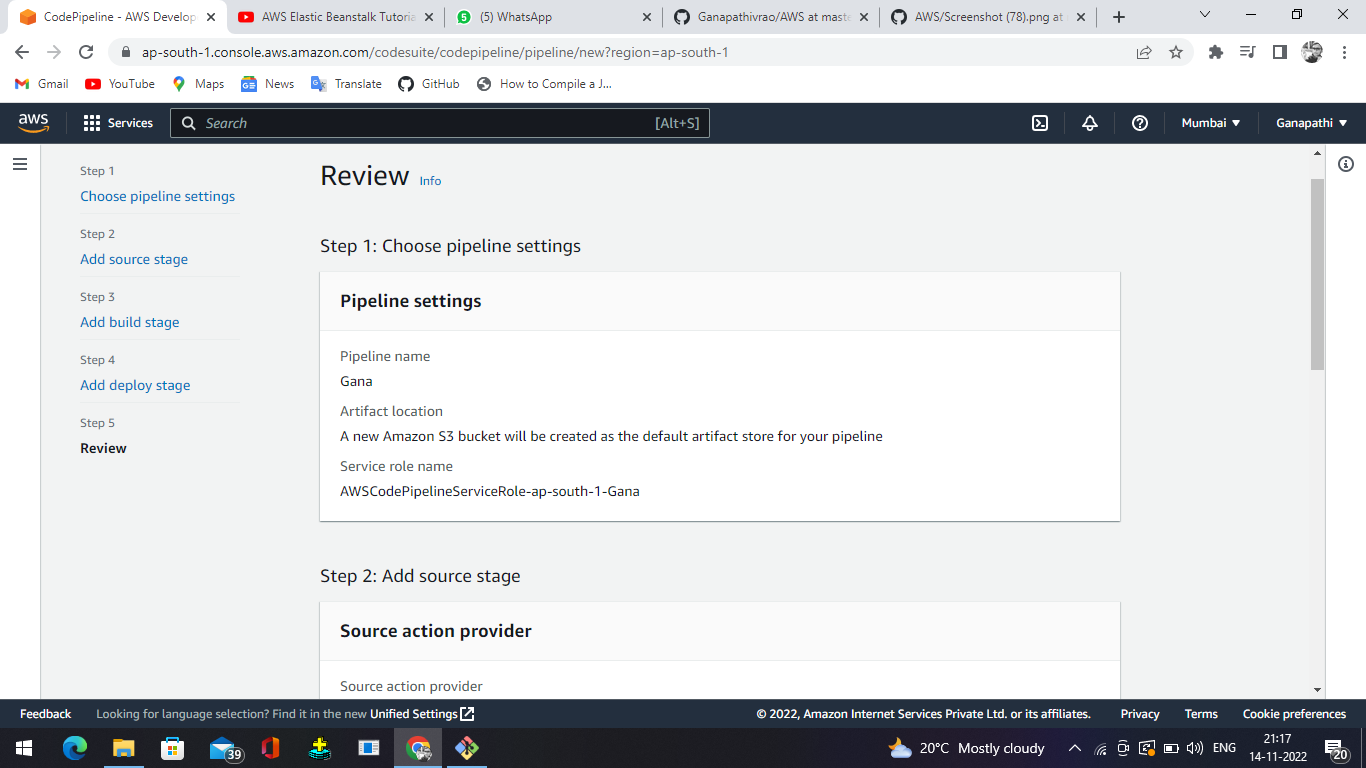 CodePipeline - AWS Develop
AWS Elastic Beanstalk Tutoria
(5) WhatsApp
Ganapathivrao/AWS at maste
AWS/Screenshot (78).png at
ap-south-1.console.aws.amazon.com/codesuite/codepipeline/pipeline/new?region=ap-south-1
Gmail
YouTube
Maps
News
Translate
GitHub
How to Compile a J...
aws
Services
Search
[Alt+S]
Mumbai
Ganapathi
Step 1
Choose pipeline settings
Step 2
Add source stage
Step 3
Add build stage
Step 4
Add deploy stage
Step 5
Review
Review Info
Step 1: Choose pipeline settings
Pipeline settings
Pipeline name
Gana
Artifact location
A new Amazon S3 bucket will be created as the default artifact store for your pipeline
Service role name
AWSCodePipelineServiceRole-ap-south-1-Gana
Step 2: Add source stage
Source action provider
Source action provider
Feedback
Looking for language selection? Find it in the new Unified Settings
© 2022, Amazon Internet Services Private Ltd. or its affiliates.
Privacy
Terms
Cookie preferences
39
20°C Mostly cloudy
ENG
21:17
14-11-2022
20